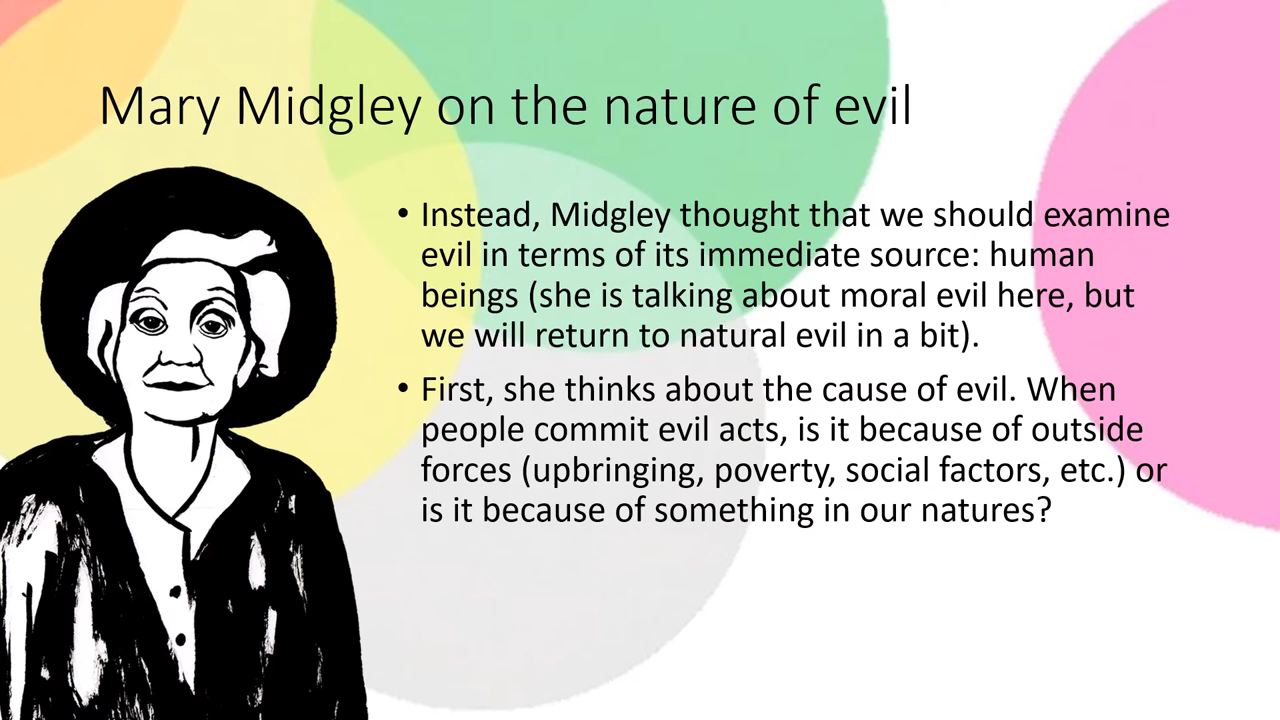 Mary Midgley on the nature of evil
• Instead, Midgley thought that we should examine
evil in terms of its immediate source: human
beings (she is talking about moral evil here, but
we will return to natural evil in a bit).
• First, she thinks about the cause of evil. When
people commit evil acts, is it because of outside
forces (upbringing, poverty, social factors, etc.) or
is it because of something in our natures?